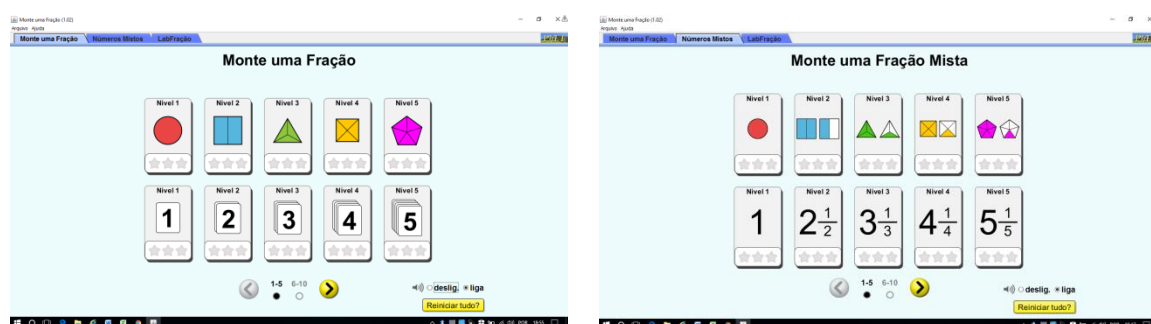 Monte uma Fração (1.02)
Arquivo Ajuda
Monte uma Fração Números Mistos LabFração
Monte uma Fração
Nível 1 Nível 2 Nível 3 Nível 4 Nível 5
Nível 1 Nível 2 Nível 3 Nível 4 Nível 5
1 2 3 4 5
1-5 6-10
deslig. liga
Reiniciar tudo?
Monte uma Fração (1.02)
Arquivo Ajuda
Monte uma Fração Números Mistos LabFração
Monte uma Fração Mista
Nível 1 Nível 2 Nível 3 Nível 4 Nível 5
Nível 1 Nível 2 Nível 3 Nível 4 Nível 5
1 2 1/2 3 1/3 4 1/4 5 1/5
1-5 6-10
deslig. liga
Reiniciar tudo?